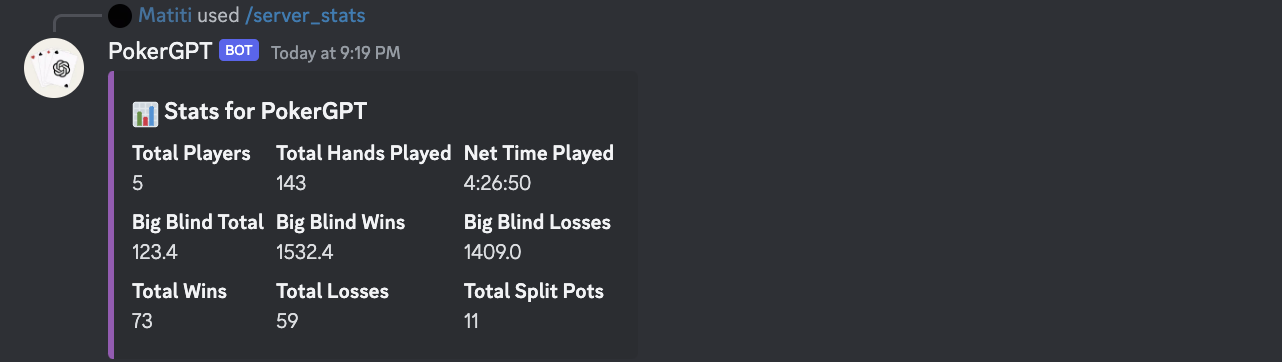 Matiti used /server_stats
PokerGPT BOT Today at 9:19 PM
Stats for PokerGPT
Total Players Total Hands Played Net Time Played
5 143 4:26:50
Big Blind Total Big Blind Wins Big Blind Losses
123.4 1532.4 1409.0
Total Wins Total Losses Total Split Pots
73 59 11